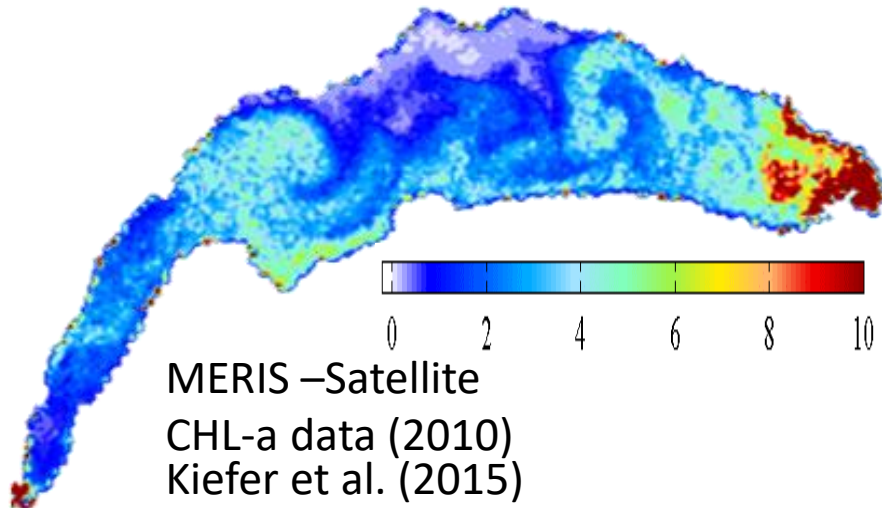 0 2 4 6 8 10
MERIS –Satellite
CHL-a data (2010)
Kiefer et al. (2015)